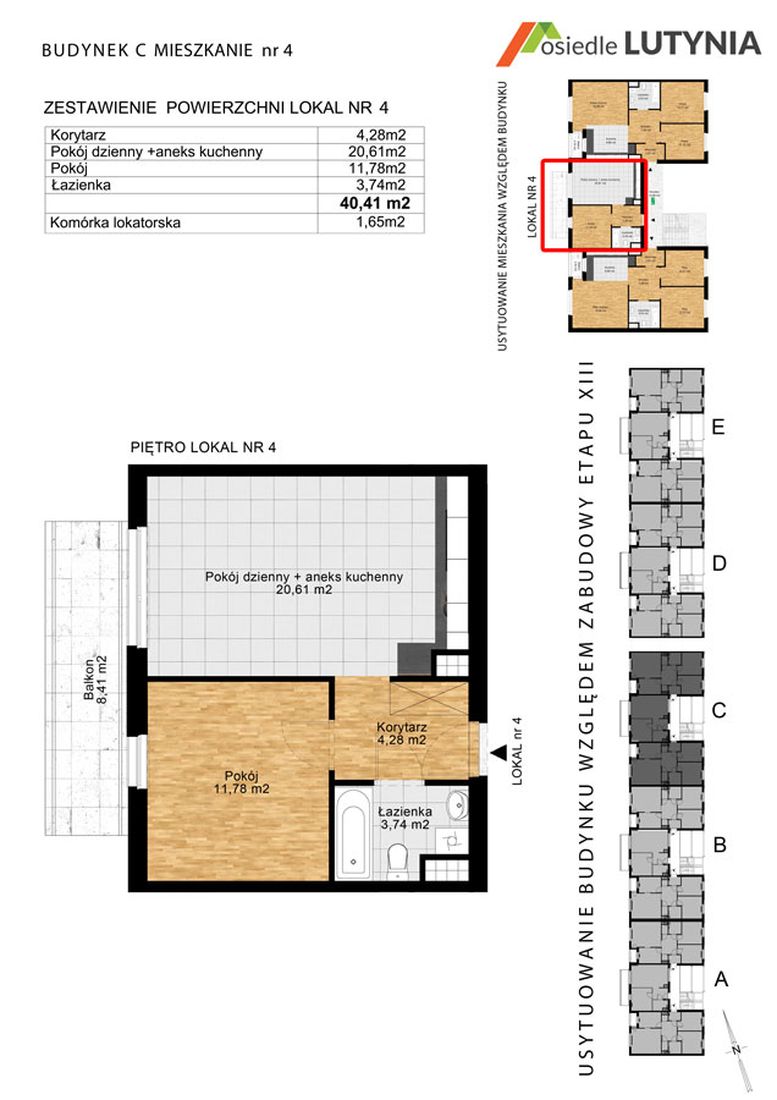 BUDYNEK C MIESZKANIE nr 4
osiedle LUTYNIA
ZESTAWIENIE POWIERZCHNI LOKAL NR 4
Korytarz 4,28m2
Pokój dzienny +aneks kuchenny 20,61m2
Pokój 11,78m2
Łazienka 3,74m2
40,41 m2
Komórka lokatorska 1,65m2
USYTUOWANIE MIESZKANIA WZGLĘDEM BUDYNKU
LOKAL NR 4
PIĘTRO LOKAL NR 4
Pokój dzienny + aneks kuchenny
20,61 m2
Balkon
8,41 m2
Korytarz
4,28 m2
LOKAL nr 4
Pokój
11,78 m2
Łazienka
3,74 m2
USYTUOWANIE BUDYNKU WZGLĘDEM ZABUDOWY ETAPU XIII
E
D
C
B
A
N